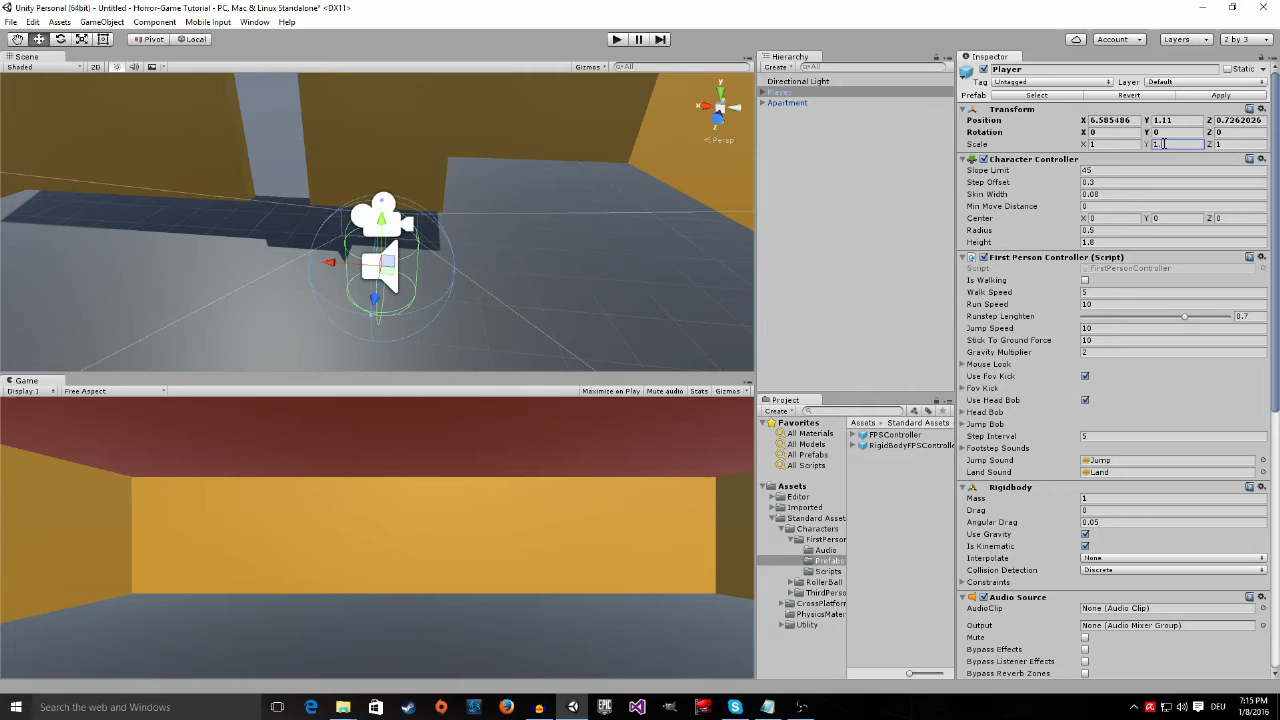 Unity Personal (64bit) - Untitled - Horror-Game Tutorial - PC, Mac & Linux Standalone* <DX11>
File Edit Assets GameObject Component Mobile Input Window Help
Pivot Local Account Layers 2 by 3
Scene
Shaded 2D Gizmos All
y
x
z
Persp
Game
Display 1 Free Aspect Maximize on Play Mute audio Stats Gizmos
Hierarchy
Create All
Directional Light
Player
Apartment
Project
Create
Favorites
All Materials
All Models
All Prefabs
All Scripts
Assets
Editor
Imported
Standard Asset
Characters
FirstPerson
Audio
Prefabs
Scripts
RollerBall
ThirdPerso
CrossPlatfor
PhysicsMater
Utility
Assets Standard Assets
FPSController
RigidBodyFPSControlle
Inspector
Player Static
Tag Untagged Layer Default
Prefab Select Revert Apply
Transform
Position X 6.585486 Y 1.11 Z 0.7262026
Rotation X 0 Y 0 Z 0
Scale X 1 Y 1. Z 1
Character Controller
Slope Limit 45
Step Offset 0.3
Skin Width 0.08
Min Move Distance 0
Center X 0 Y 0 Z 0
Radius 0.5
Height 1.8
First Person Controller (Script)
Script FirstPersonController
Is Walking
Walk Speed 5
Run Speed 10
Runstep Lenghten 0.7
Jump Speed 10
Stick To Ground Force 10
Gravity Multiplier 2
Mouse Look
Use Fov Kick
Fov Kick
Use Head Bob
Head Bob
Jump Bob
Step Interval 5
Footstep Sounds
Jump Sound Jump
Land Sound Land
Rigidbody
Mass 1
Drag 0
Angular Drag 0.05
Use Gravity
Is Kinematic
Interpolate None
Collision Detection Discrete
Constraints
Audio Source
AudioClip None (Audio Clip)
Output None (Audio Mixer Group)
Mute
Bypass Effects
Bypass Listener Effects
Bypass Reverb Zones
Search the web and Windows
DEU 7:15 PM
1/8/2016